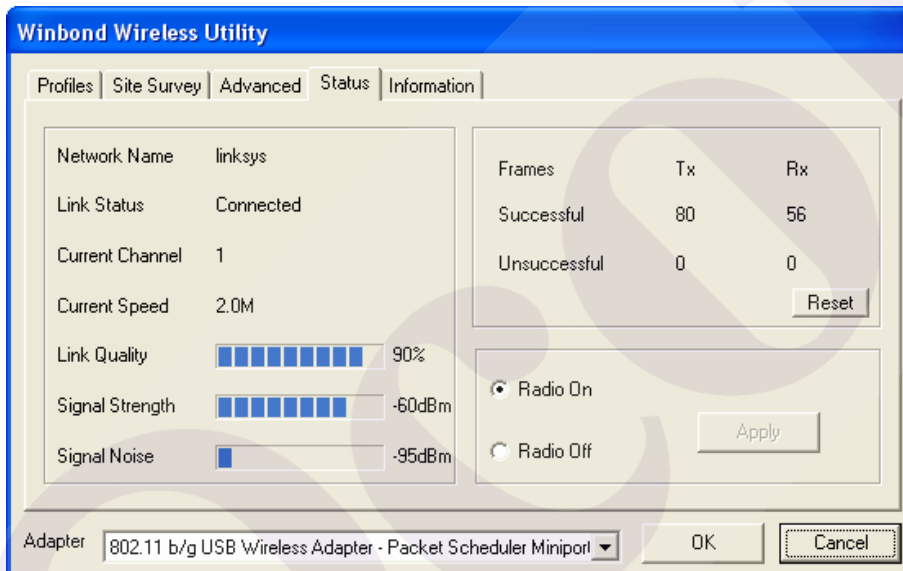 Winbond Wireless Utility
Profiles Site Survey Advanced Status Information
Network Name linksys
Link Status Connected
Current Channel 1
Current Speed 2.0M
Link Quality 90%
Signal Strength -60dBm
Signal Noise -95dBm
Frames Tx Rx
Successful 80 56
Unsuccessful 0 0
Reset
Radio On
Radio Off
Apply
Adapter 802.11 b/g USB Wireless Adapter - Packet Scheduler Miniport
OK Cancel